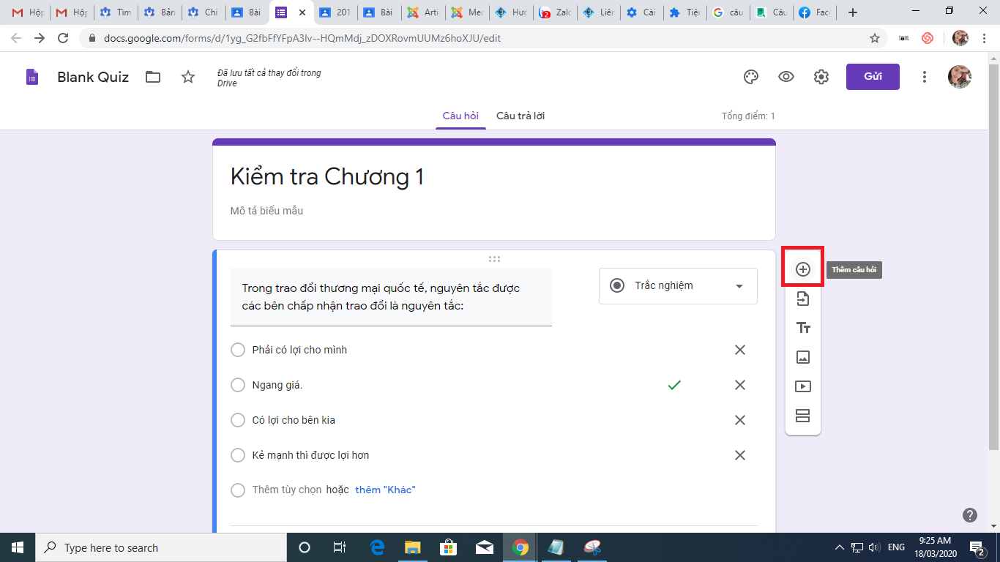 Hộp
Hộp
Tìm
Bản
Chi
Bài
201
Bài
Arti
Med
Hướ
2
Zalo
Liên
Cài
Tiện
câu
Câu
Face
docs.google.com/forms/d/1yg_G2fbFfYFpA3Iv--HQmMdj_zDOXRovmUUMz6hoXJU/edit
Blank Quiz
Đã lưu tất cả thay đổi trong
Drive
Gửi
Câu hỏi
Câu trả lời
Tổng điểm: 1
Kiểm tra Chương 1
Mô tả biểu mẫu
Trong trao đổi thương mại quốc tế, nguyên tắc được
các bên chấp nhận trao đổi là nguyên tắc:
Trắc nghiệm
Thêm câu hỏi
Phải có lợi cho mình
Ngang giá.
Có lợi cho bên kia
Kẻ mạnh thì được lợi hơn
Thêm tùy chọn hoặc thêm "Khác"
Type here to search
ENG
9:25 AM
18/03/2020
2